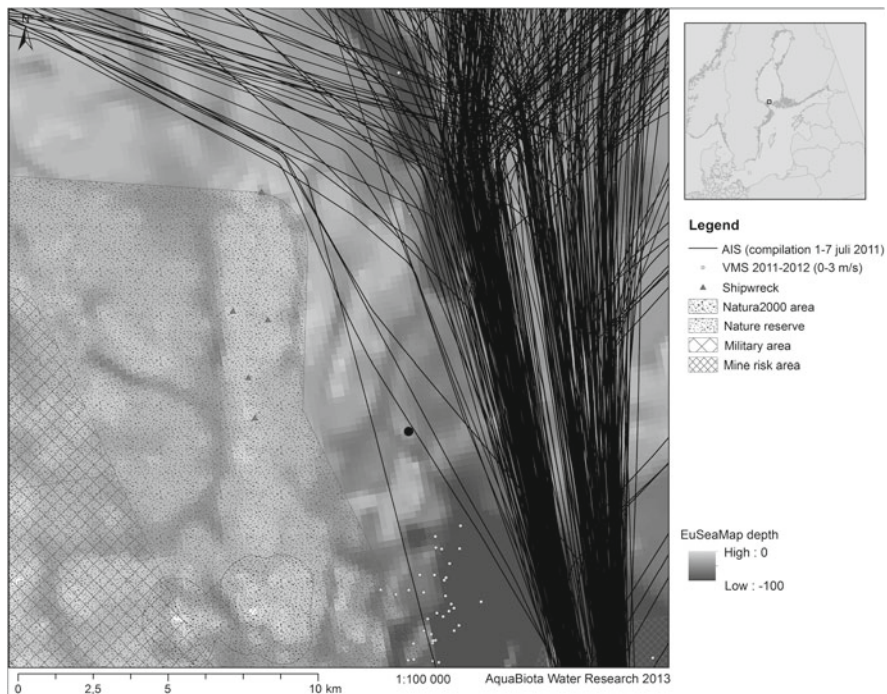 N
Legend
AIS (compilation 1-7 juli 2011)
VMS 2011-2012 (0-3 m/s)
Shipwreck
Natura2000 area
Nature reserve
Military area
Mine risk area
EuSeaMap depth
High : 0
Low : -100
0 2,5 5 10 km
1:100 000
AquaBiota Water Research 2013